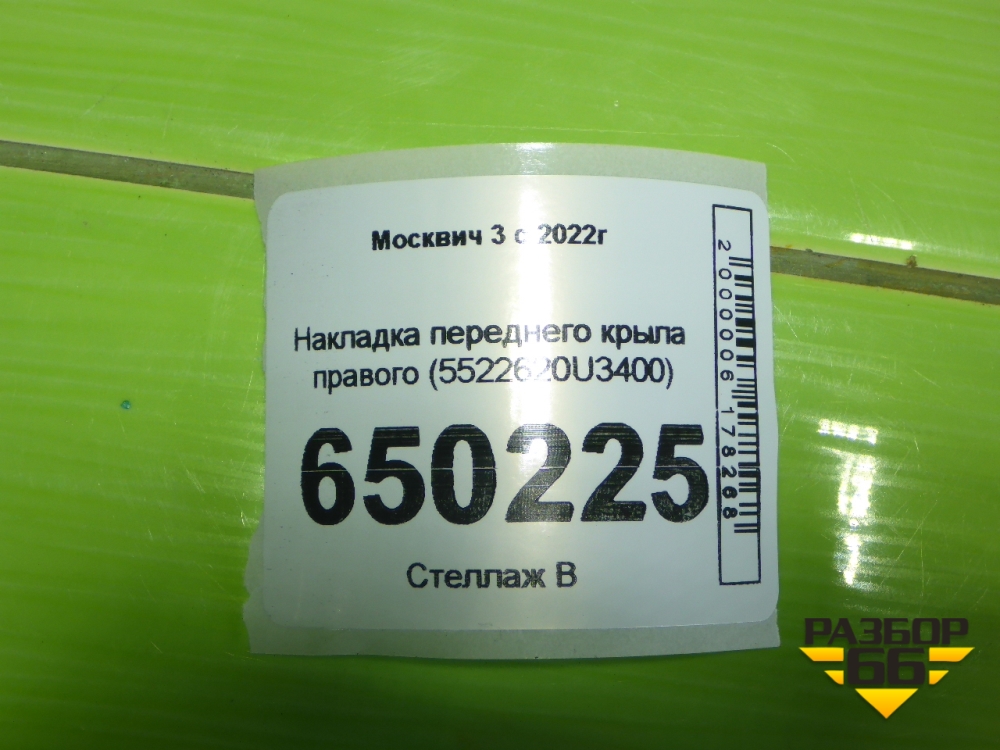 Москвич 3 с 2022г
Накладка переднего крыла
правого (5522620U3400)
650225
Стеллаж В
2000006178268
РАЗБОР
66